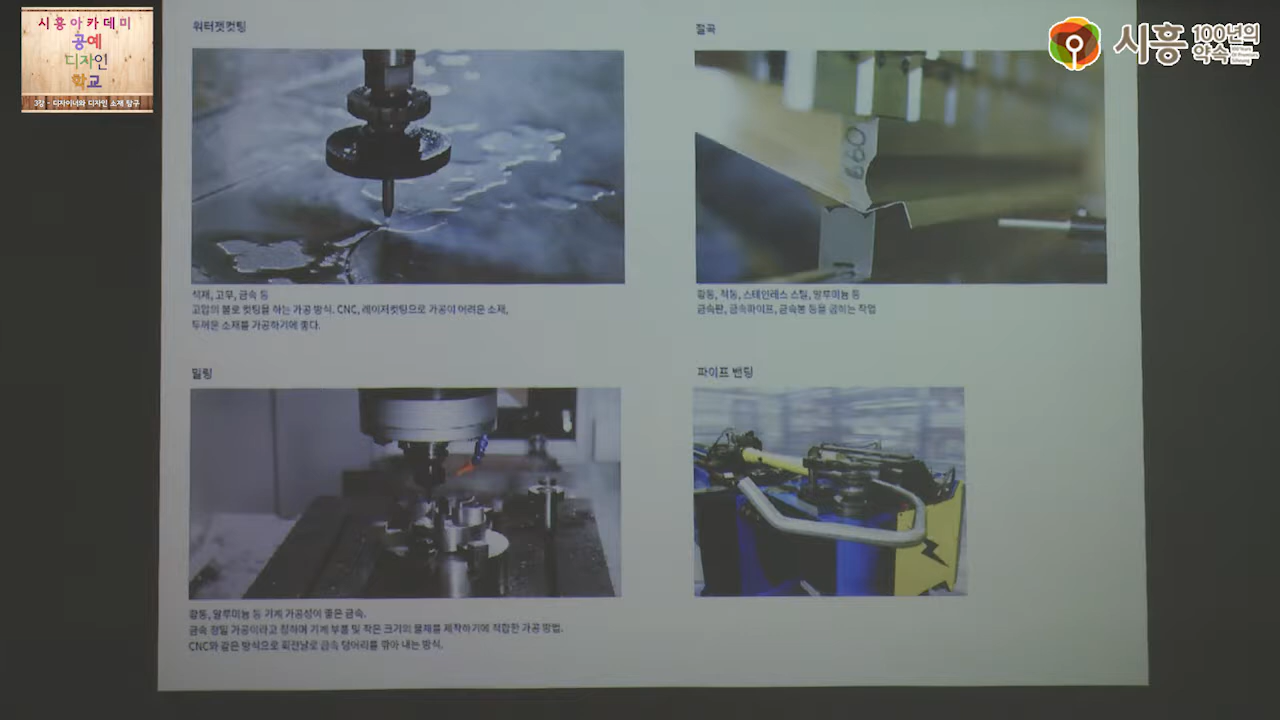 시흥아카데미
공예
디자인
학교
3강 - 디자이너와 디자인 소재 탐구
시흥
100년의
약속
워터젯컷팅
석재, 고무, 금속 등
고압의 물로 컷팅을 하는 가공 방식. CNC, 레이저컷팅으로 가공이 어려운 소재,
두꺼운 소재를 가공하기에 좋다.
절곡
660
황동, 적동, 스테인레스 스틸, 알루미늄 등
금속판, 금속파이프, 금속봉 등을 굽히는 작업
밀링
황동, 알루미늄 등 기계 가공성이 좋은 금속.
금속 정밀 가공이라고 칭하며 기계 부품 및 작은 크기의 물체를 제작하기에 적합한 가공 방법.
CNC와 같은 방식으로 회전날로 금속 덩어리를 깎아 내는 방식.
파이프 밴딩